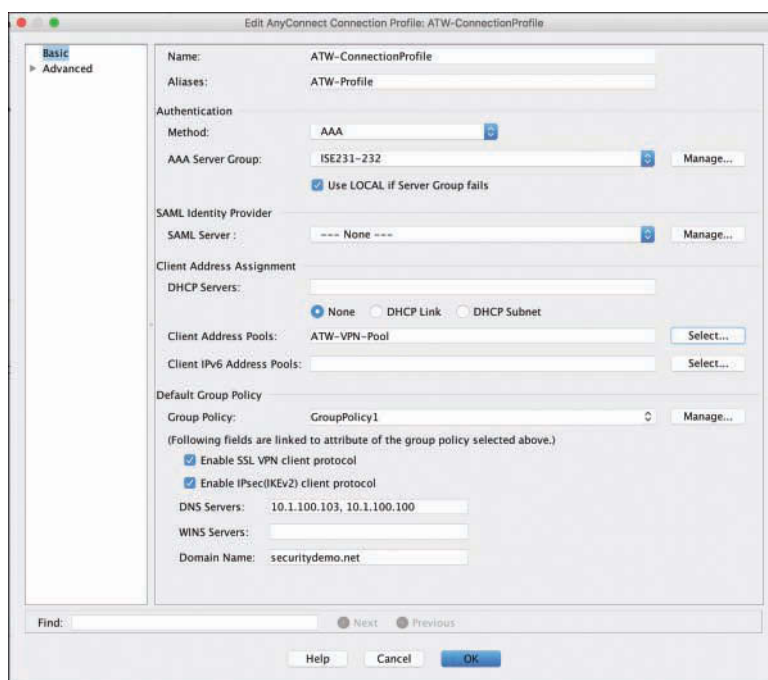 Edit AnyConnect Connection Profile: ATW-ConnectionProfile
Basic
Advanced
Name: ATW-ConnectionProfile
Aliases: ATW-Profile
Authentication
Method: AAA
AAA Server Group: ISE231-232 Manage...
Use LOCAL if Server Group fails
SAML Identity Provider
SAML Server : --- None --- Manage...
Client Address Assignment
DHCP Servers:
None DHCP Link DHCP Subnet
Client Address Pools: ATW-VPN-Pool Select...
Client IPv6 Address Pools: Select...
Default Group Policy
Group Policy: GroupPolicy1 Manage...
(Following fields are linked to attribute of the group policy selected above.)
Enable SSL VPN client protocol
Enable IPsec(IKEv2) client protocol
DNS Servers: 10.1.100.103, 10.1.100.100
WINS Servers:
Domain Name: securitydemo.net
Find: Next Previous
Help Cancel OK